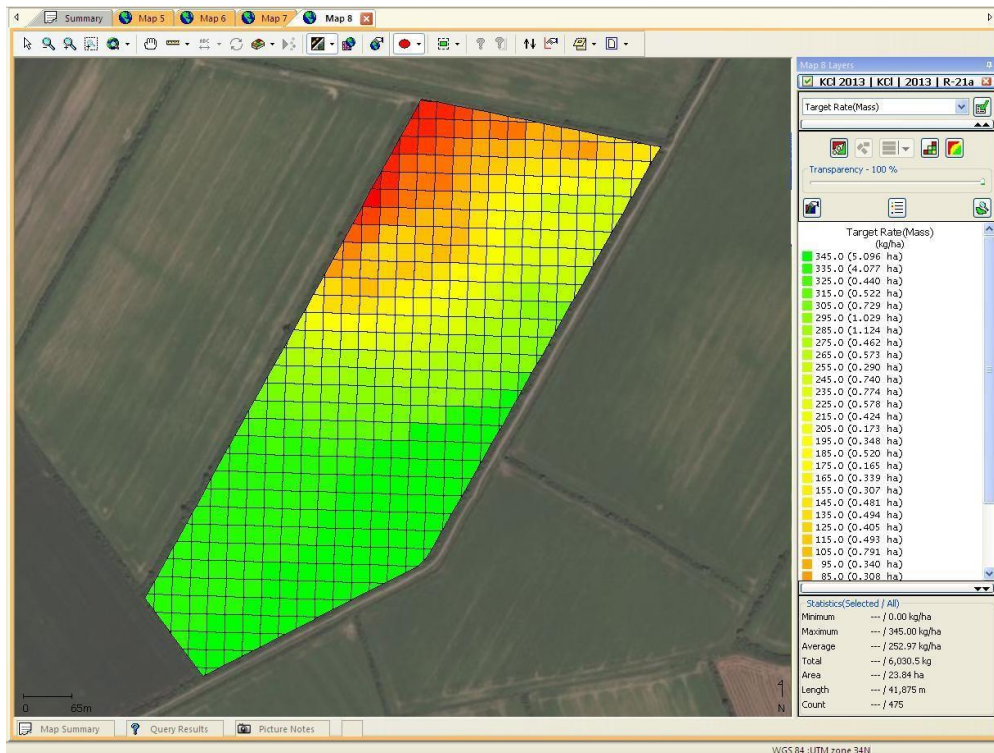 Summary Map 5 Map 6 Map 7 Map 8
Map 8 Layers
KCl 2013 | KCl | 2013 | R-21a
Target Rate(Mass)
Transparency - 100 %
Target Rate(Mass)
(kg/ha)
345.0 (5.096 ha)
335.0 (4.077 ha)
325.0 (0.440 ha)
315.0 (0.522 ha)
305.0 (0.729 ha)
295.0 (1.029 ha)
285.0 (1.124 ha)
275.0 (0.462 ha)
265.0 (0.573 ha)
255.0 (0.290 ha)
245.0 (0.740 ha)
235.0 (0.774 ha)
225.0 (0.578 ha)
215.0 (0.424 ha)
205.0 (0.173 ha)
195.0 (0.348 ha)
185.0 (0.520 ha)
175.0 (0.165 ha)
165.0 (0.339 ha)
155.0 (0.307 ha)
145.0 (0.481 ha)
135.0 (0.494 ha)
125.0 (0.405 ha)
115.0 (0.493 ha)
105.0 (0.791 ha)
95.0 (0.340 ha)
85.0 (0.308 ha)
Statistics(Selected / All)
Minimum --- / 0.00 kg/ha
Maximum --- / 345.00 kg/ha
Average --- / 252.97 kg/ha
Total --- / 6,030.5 kg
Area --- / 23.84 ha
Length --- / 41,875 m
Count --- / 475
0 65m
N
Map Summary Query Results Picture Notes
WGS 84 :UTM zone 34N